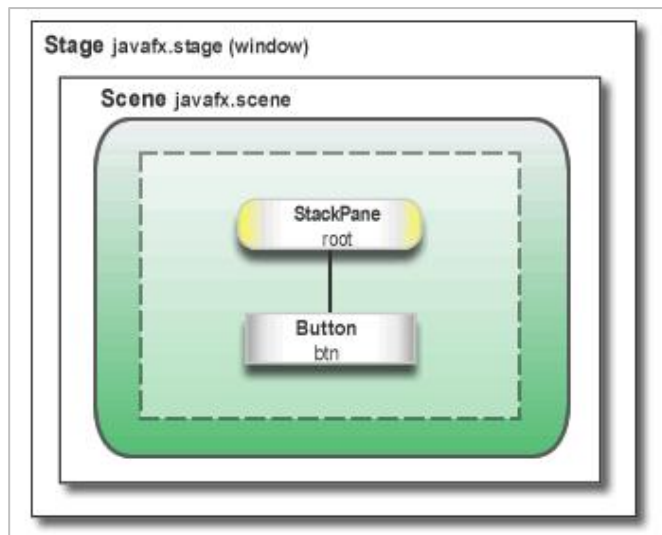 Stage javafx.stage (window)
Scene javafx.scene
StackPane
root
Button
btn